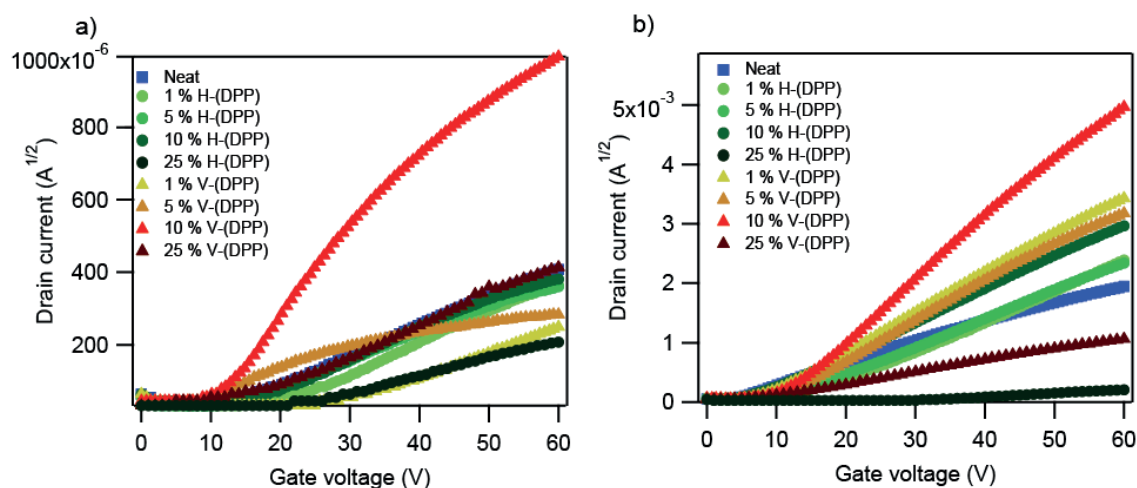 a)
1000x10⁻⁶
800
600
400
200
0
10
20
30
40
50
60
Drain current (A^1/2)
Gate voltage (V)
Neat
1 % H-(DPP)
5 % H-(DPP)
10 % H-(DPP)
25 % H-(DPP)
1 % V-(DPP)
5 % V-(DPP)
10 % V-(DPP)
25 % V-(DPP)
b)
5x10⁻³
4
3
2
1
0
0
10
20
30
40
50
60
Drain current (A^1/2)
Gate voltage (V)
Neat
1 % H-(DPP)
5 % H-(DPP)
10 % H-(DPP)
25 % H-(DPP)
1 % V-(DPP)
5 % V-(DPP)
10 % V-(DPP)
25 % V-(DPP)